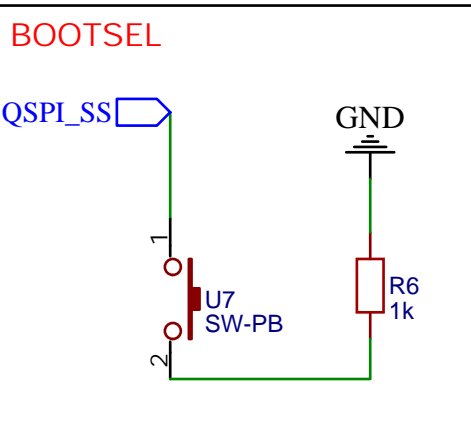 BOOTSEL
QSPI_SS
GND
1
U7
SW-PB
2
R6
1k